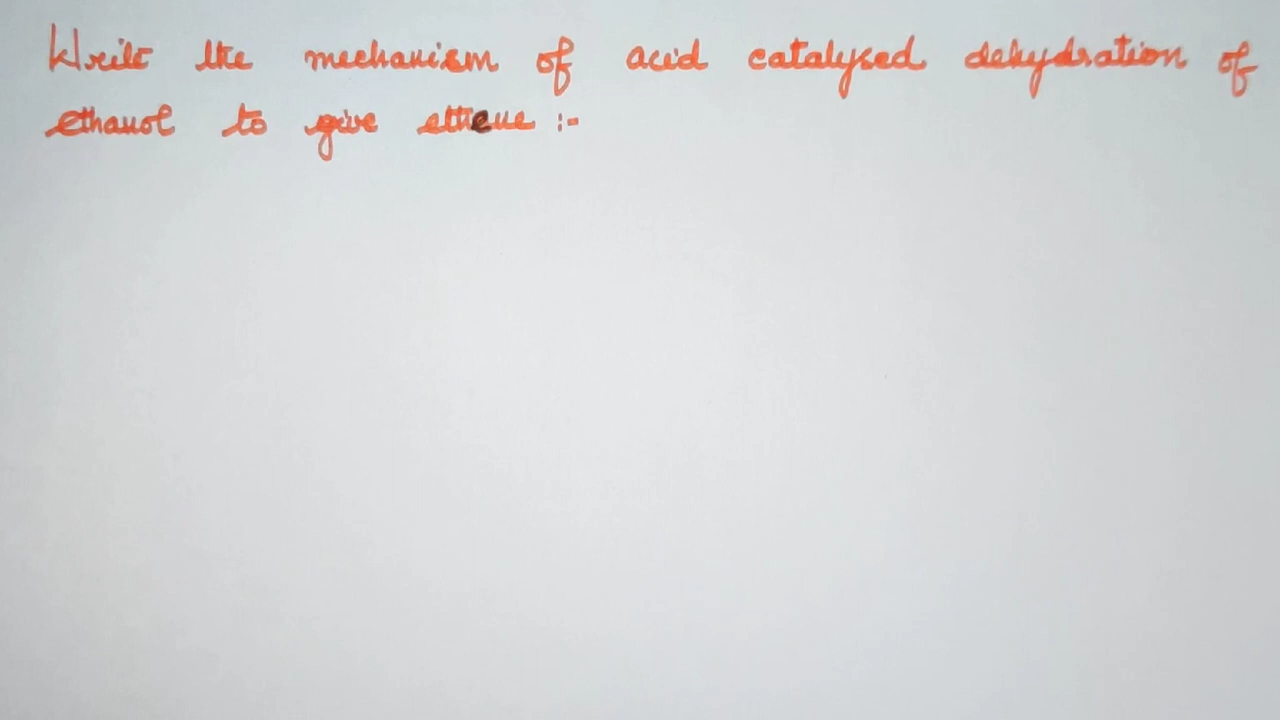 Write the mechanism of acid catalysed dehydration of
ethanol to give ethene :-